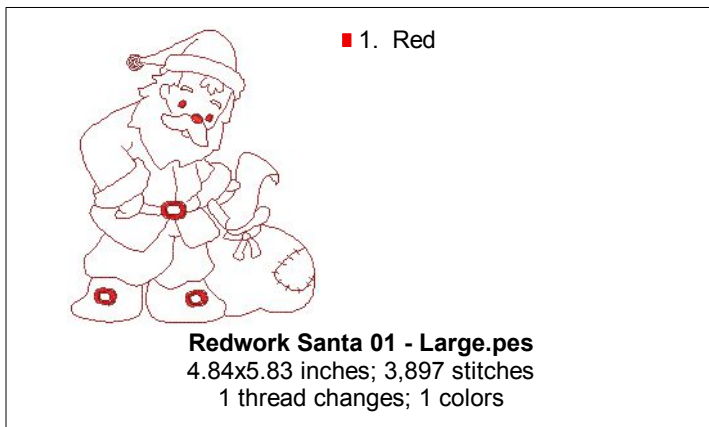 1. Red
Redwork Santa 01 - Large.pes
4.84x5.83 inches; 3,897 stitches
1 thread changes; 1 colors